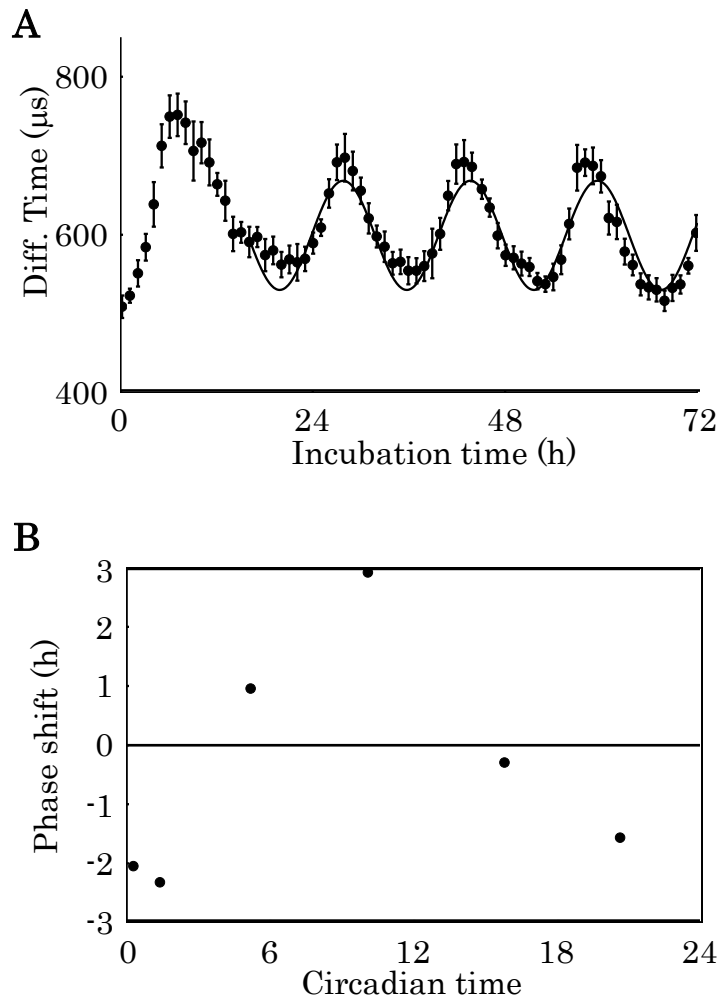 A
Diff. Time (μs)
800
600
400
0 24 48 72
Incubation time (h)
B
Phase shift (h)
3
2
1
0
-1
-2
-3
0 6 12 18 24
Circadian time